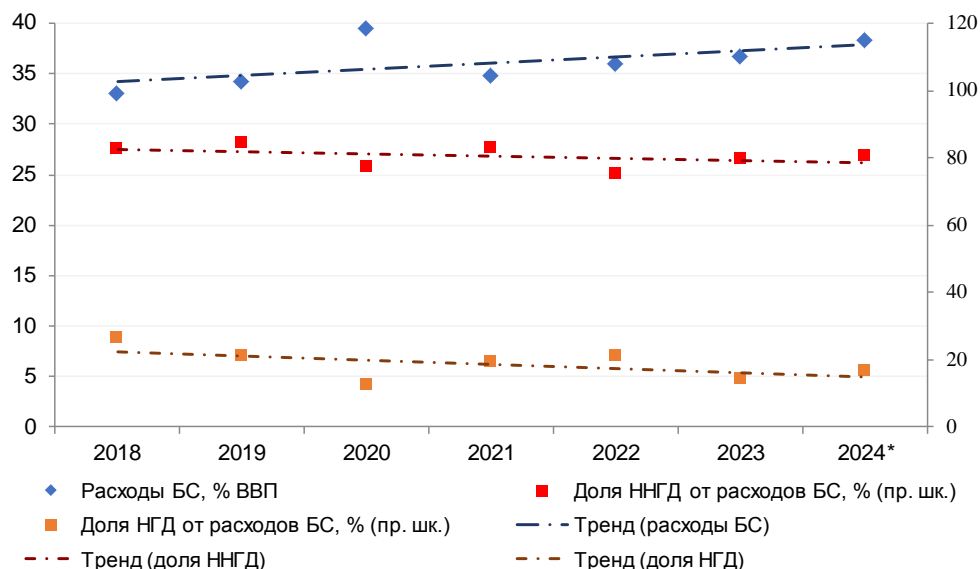 40 120
35 100
30 80
25
20 60
15 40
10 20
5
0 0
2018 2019 2020 2021 2022 2023 2024*
Расходы БС, % ВВП Доля ННГД от расходов БС, % (пр. шк.)
Доля НГД от расходов БС, % (пр. шк.) Тренд (расходы БС)
Тренд (доля ННГД) Тренд (доля НГД)